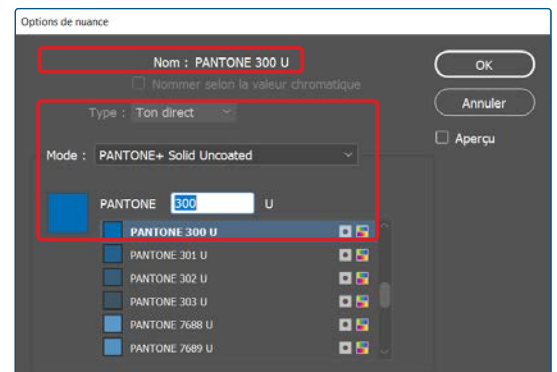 Options de nuance
Nom : PANTONE 300 U
OK
Nommer selon la valeur chromatique
Annuler
Type : Ton direct
Aperçu
Mode : PANTONE+ Solid Uncoated
PANTONE 300 U
PANTONE 300 U
PANTONE 301 U
PANTONE 302 U
PANTONE 303 U
PANTONE 7688 U
PANTONE 7689 U